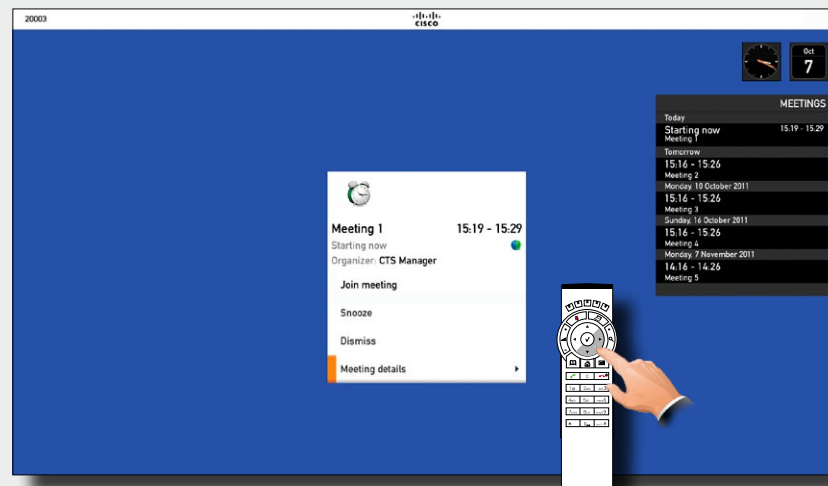 20003
CISCO
Oct
7
MEETINGS
Today
Starting now 15:19 - 15:29
Meeting 1
Tomorrow
15:16 - 15:26
Meeting 2
Monday, 10 October 2011
15:16 - 15:26
Meeting 3
Sunday, 16 October 2011
15:16 - 15:26
Meeting 4
Monday, 7 November 2011
14:16 - 14:26
Meeting 5
Meeting 1 15:19 - 15:29
Starting now
Organizer: CTS Manager
Join meeting
Snooze
Dismiss
Meeting details